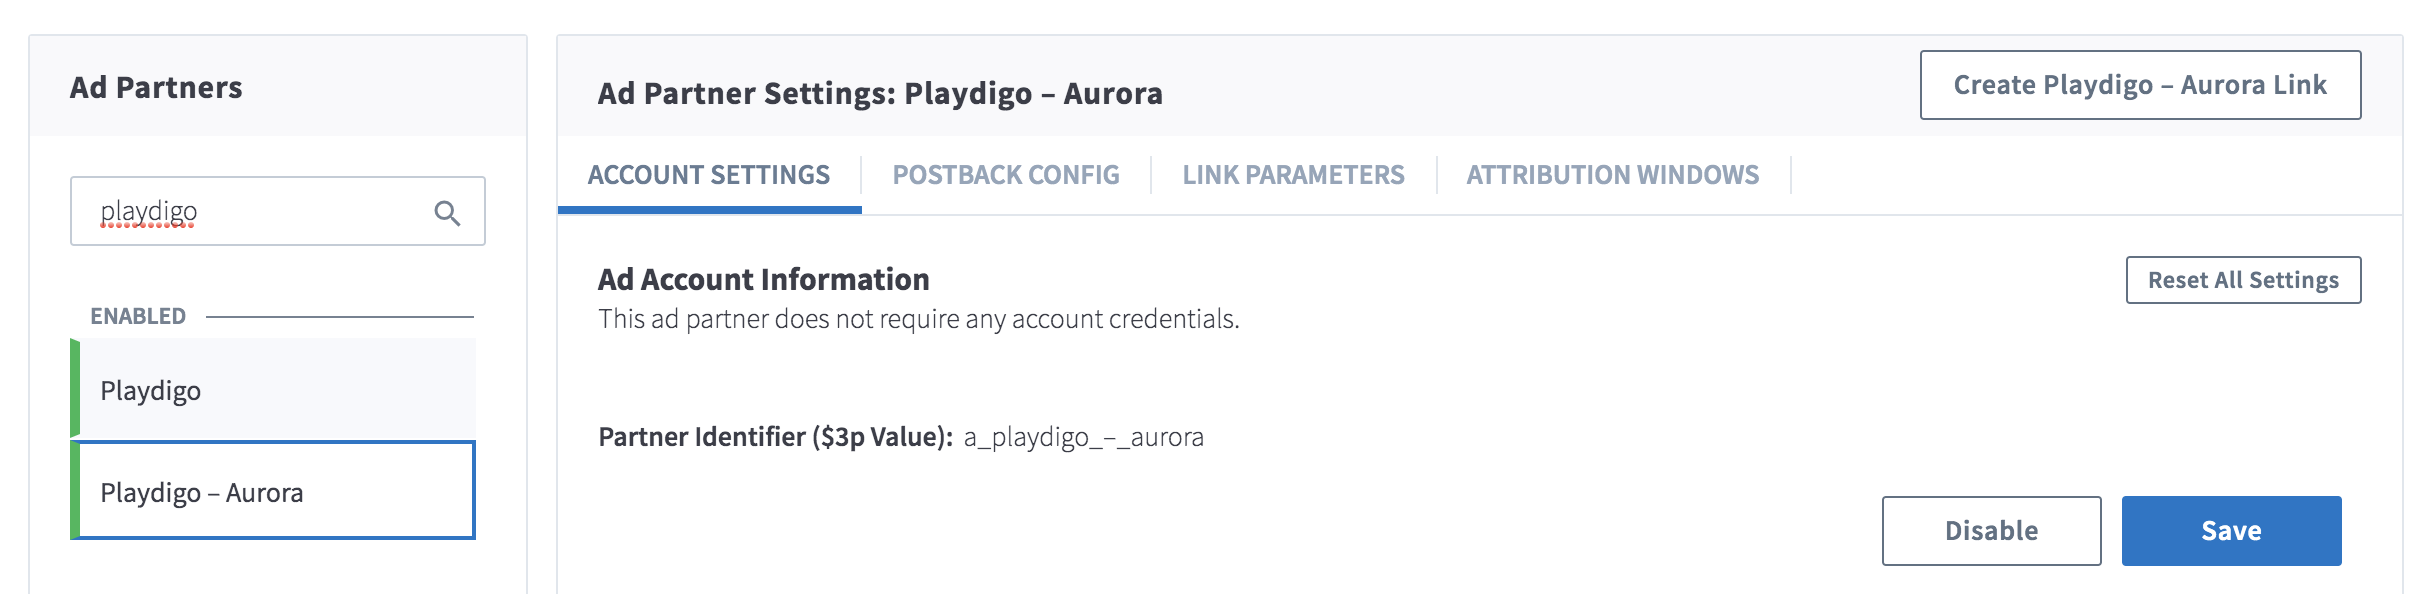 Ad Partners
playdigo
ENABLED
Playdigo
Playdigo – Aurora
Ad Partner Settings: Playdigo – Aurora
Create Playdigo – Aurora Link
ACCOUNT SETTINGS
POSTBACK CONFIG
LINK PARAMETERS
ATTRIBUTION WINDOWS
Ad Account Information
Reset All Settings
This ad partner does not require any account credentials.
Partner Identifier ($3p Value): a_playdigo_–_aurora
Disable
Save